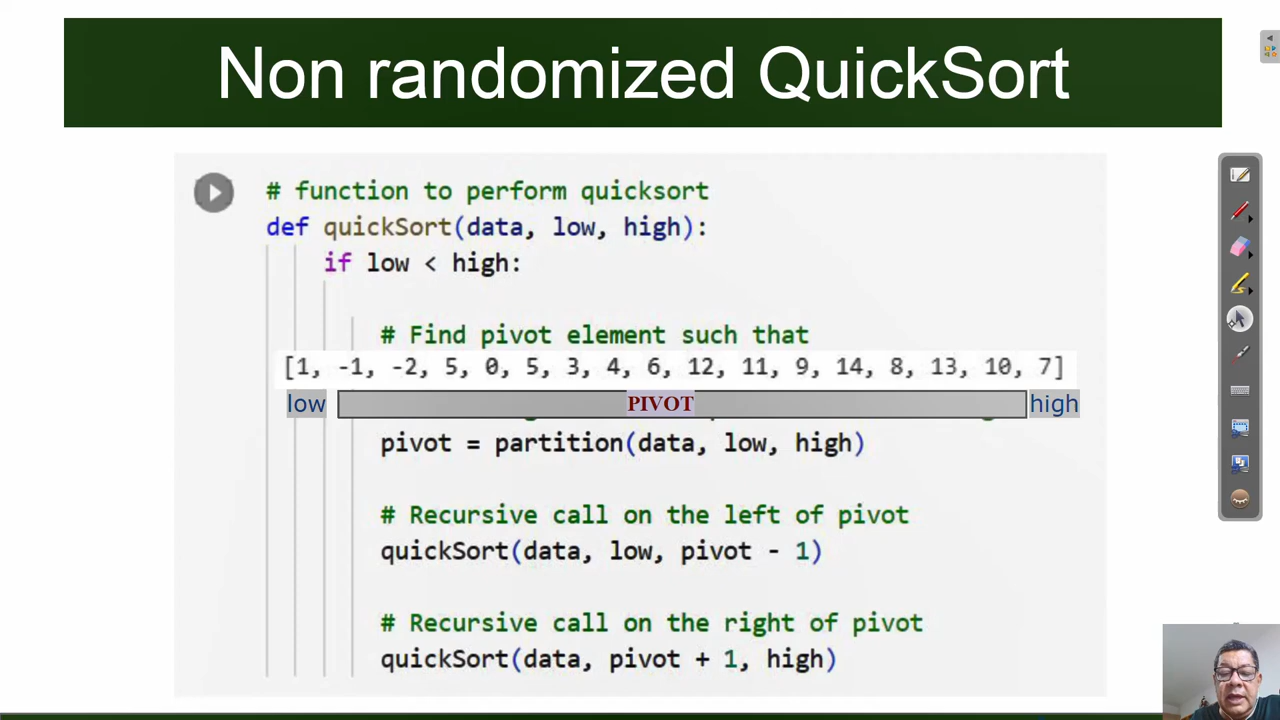 Non randomized QuickSort
# function to perform quicksort
def quickSort(data, low, high):
if low < high:
# Find pivot element such that
[1, -1, -2, 5, 0, 5, 3, 4, 6, 12, 11, 9, 14, 8, 13, 10, 7]
low PIVOT high
pivot = partition(data, low, high)
# Recursive call on the left of pivot
quickSort(data, low, pivot - 1)
# Recursive call on the right of pivot
quickSort(data, pivot + 1, high)